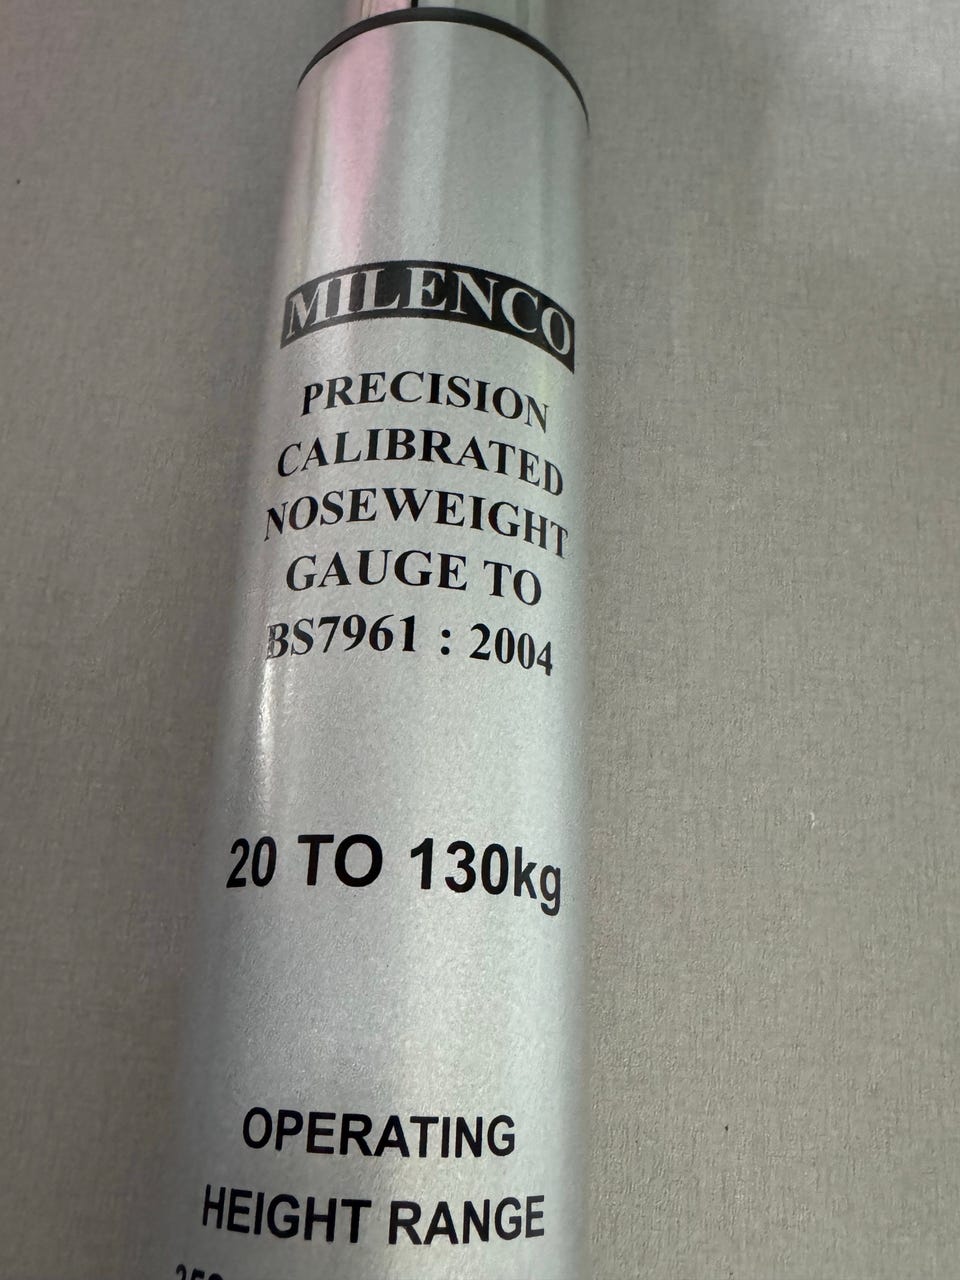 MILENCO
PRECISION
CALIBRATED
NOSEWEIGHT
GAUGE TO
BS7961 : 2004
20 TO 130kg
OPERATING
HEIGHT RANGE